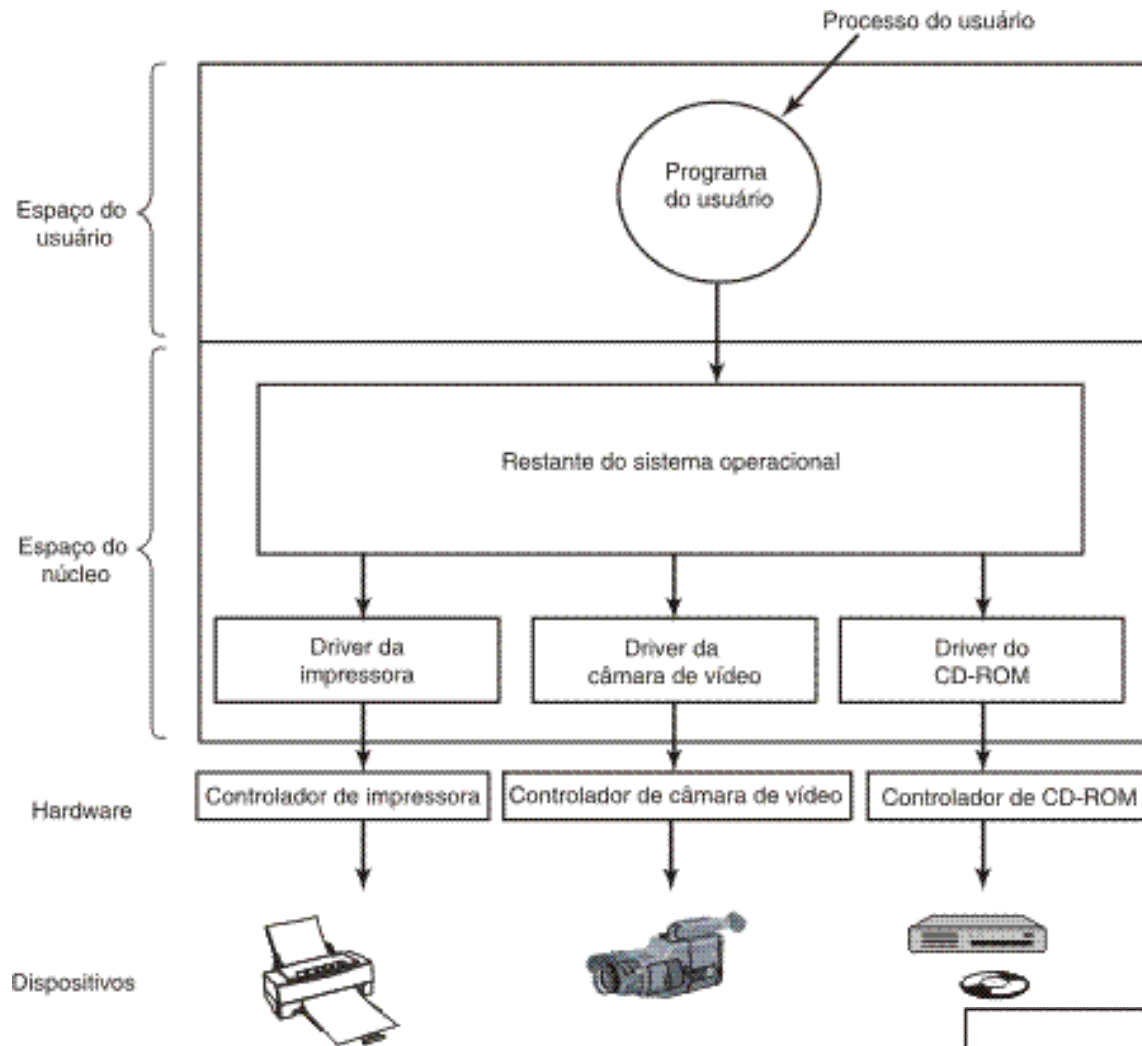 Processo do usuário
Programa
do usuário
Espaço do
usuário
Restante do sistema operacional
Espaço do
núcleo
Driver da
impressora
Driver da
câmara de vídeo
Driver do
CD-ROM
Hardware
Controlador de impressora
Controlador de câmara de vídeo
Controlador de CD-ROM
Dispositivos